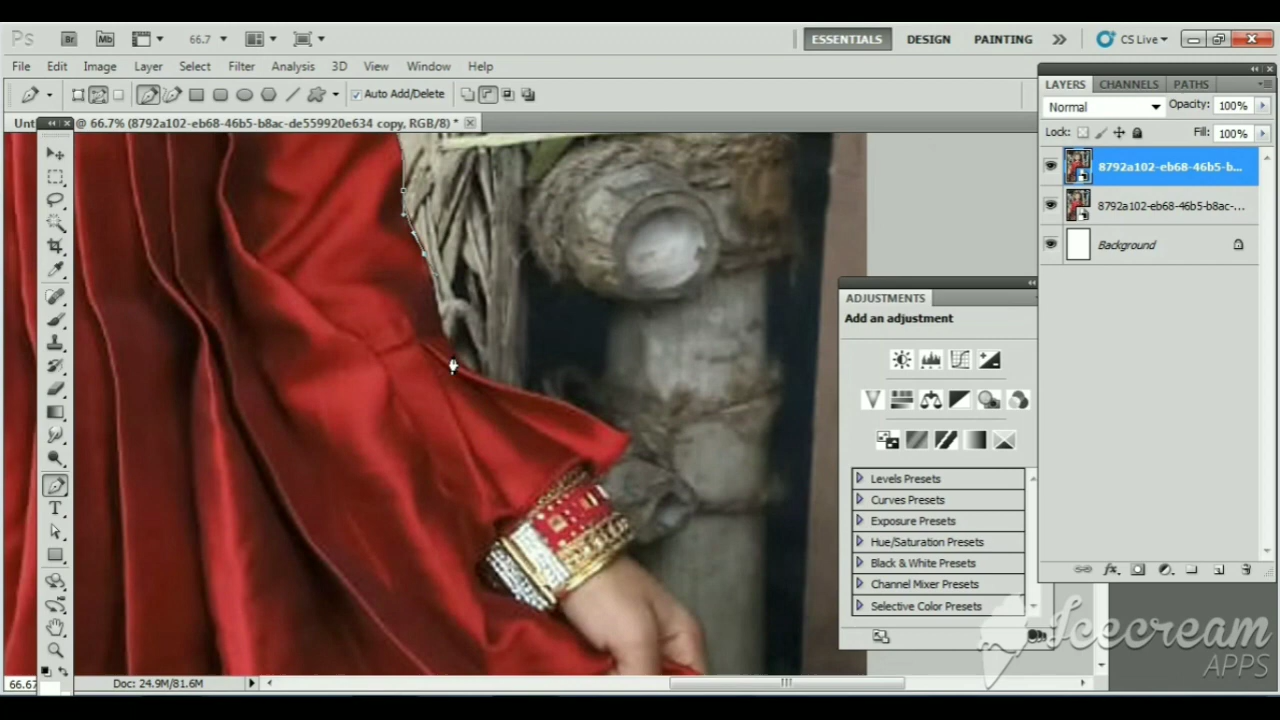 Ps Br Mb 66.7 ESSENTIALS DESIGN PAINTING CS Live
File Edit Image Layer Select Filter Analysis 3D View Window Help
Auto Add/Delete
Unt @ 66.7% (8792a102-eb68-46b5-b8ac-de559920e634 copy, RGB/8) *
LAYERS CHANNELS PATHS
Normal Opacity: 100%
Lock: Fill: 100%
8792a102-eb68-46b5-b...
8792a102-eb68-46b5-b8ac-...
Background
ADJUSTMENTS
Add an adjustment
Levels Presets
Curves Presets
Exposure Presets
Hue/Saturation Presets
Black & White Presets
Channel Mixer Presets
Selective Color Presets
66.67 Doc: 24.9M/81.6M
Icecream
APPS